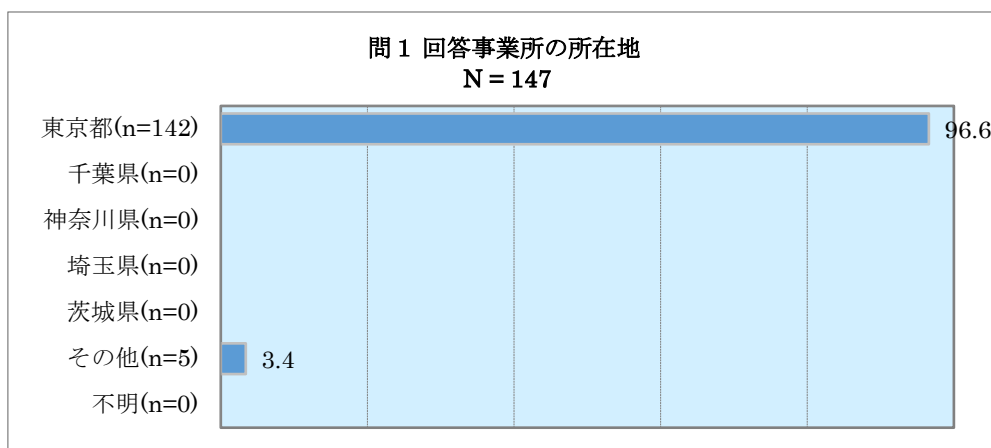 問1 回答事業所の所在地
N = 147
東京都(n=142) 96.6
千葉県(n=0)
神奈川県(n=0)
埼玉県(n=0)
茨城県(n=0)
その他(n=5) 3.4
不明(n=0)